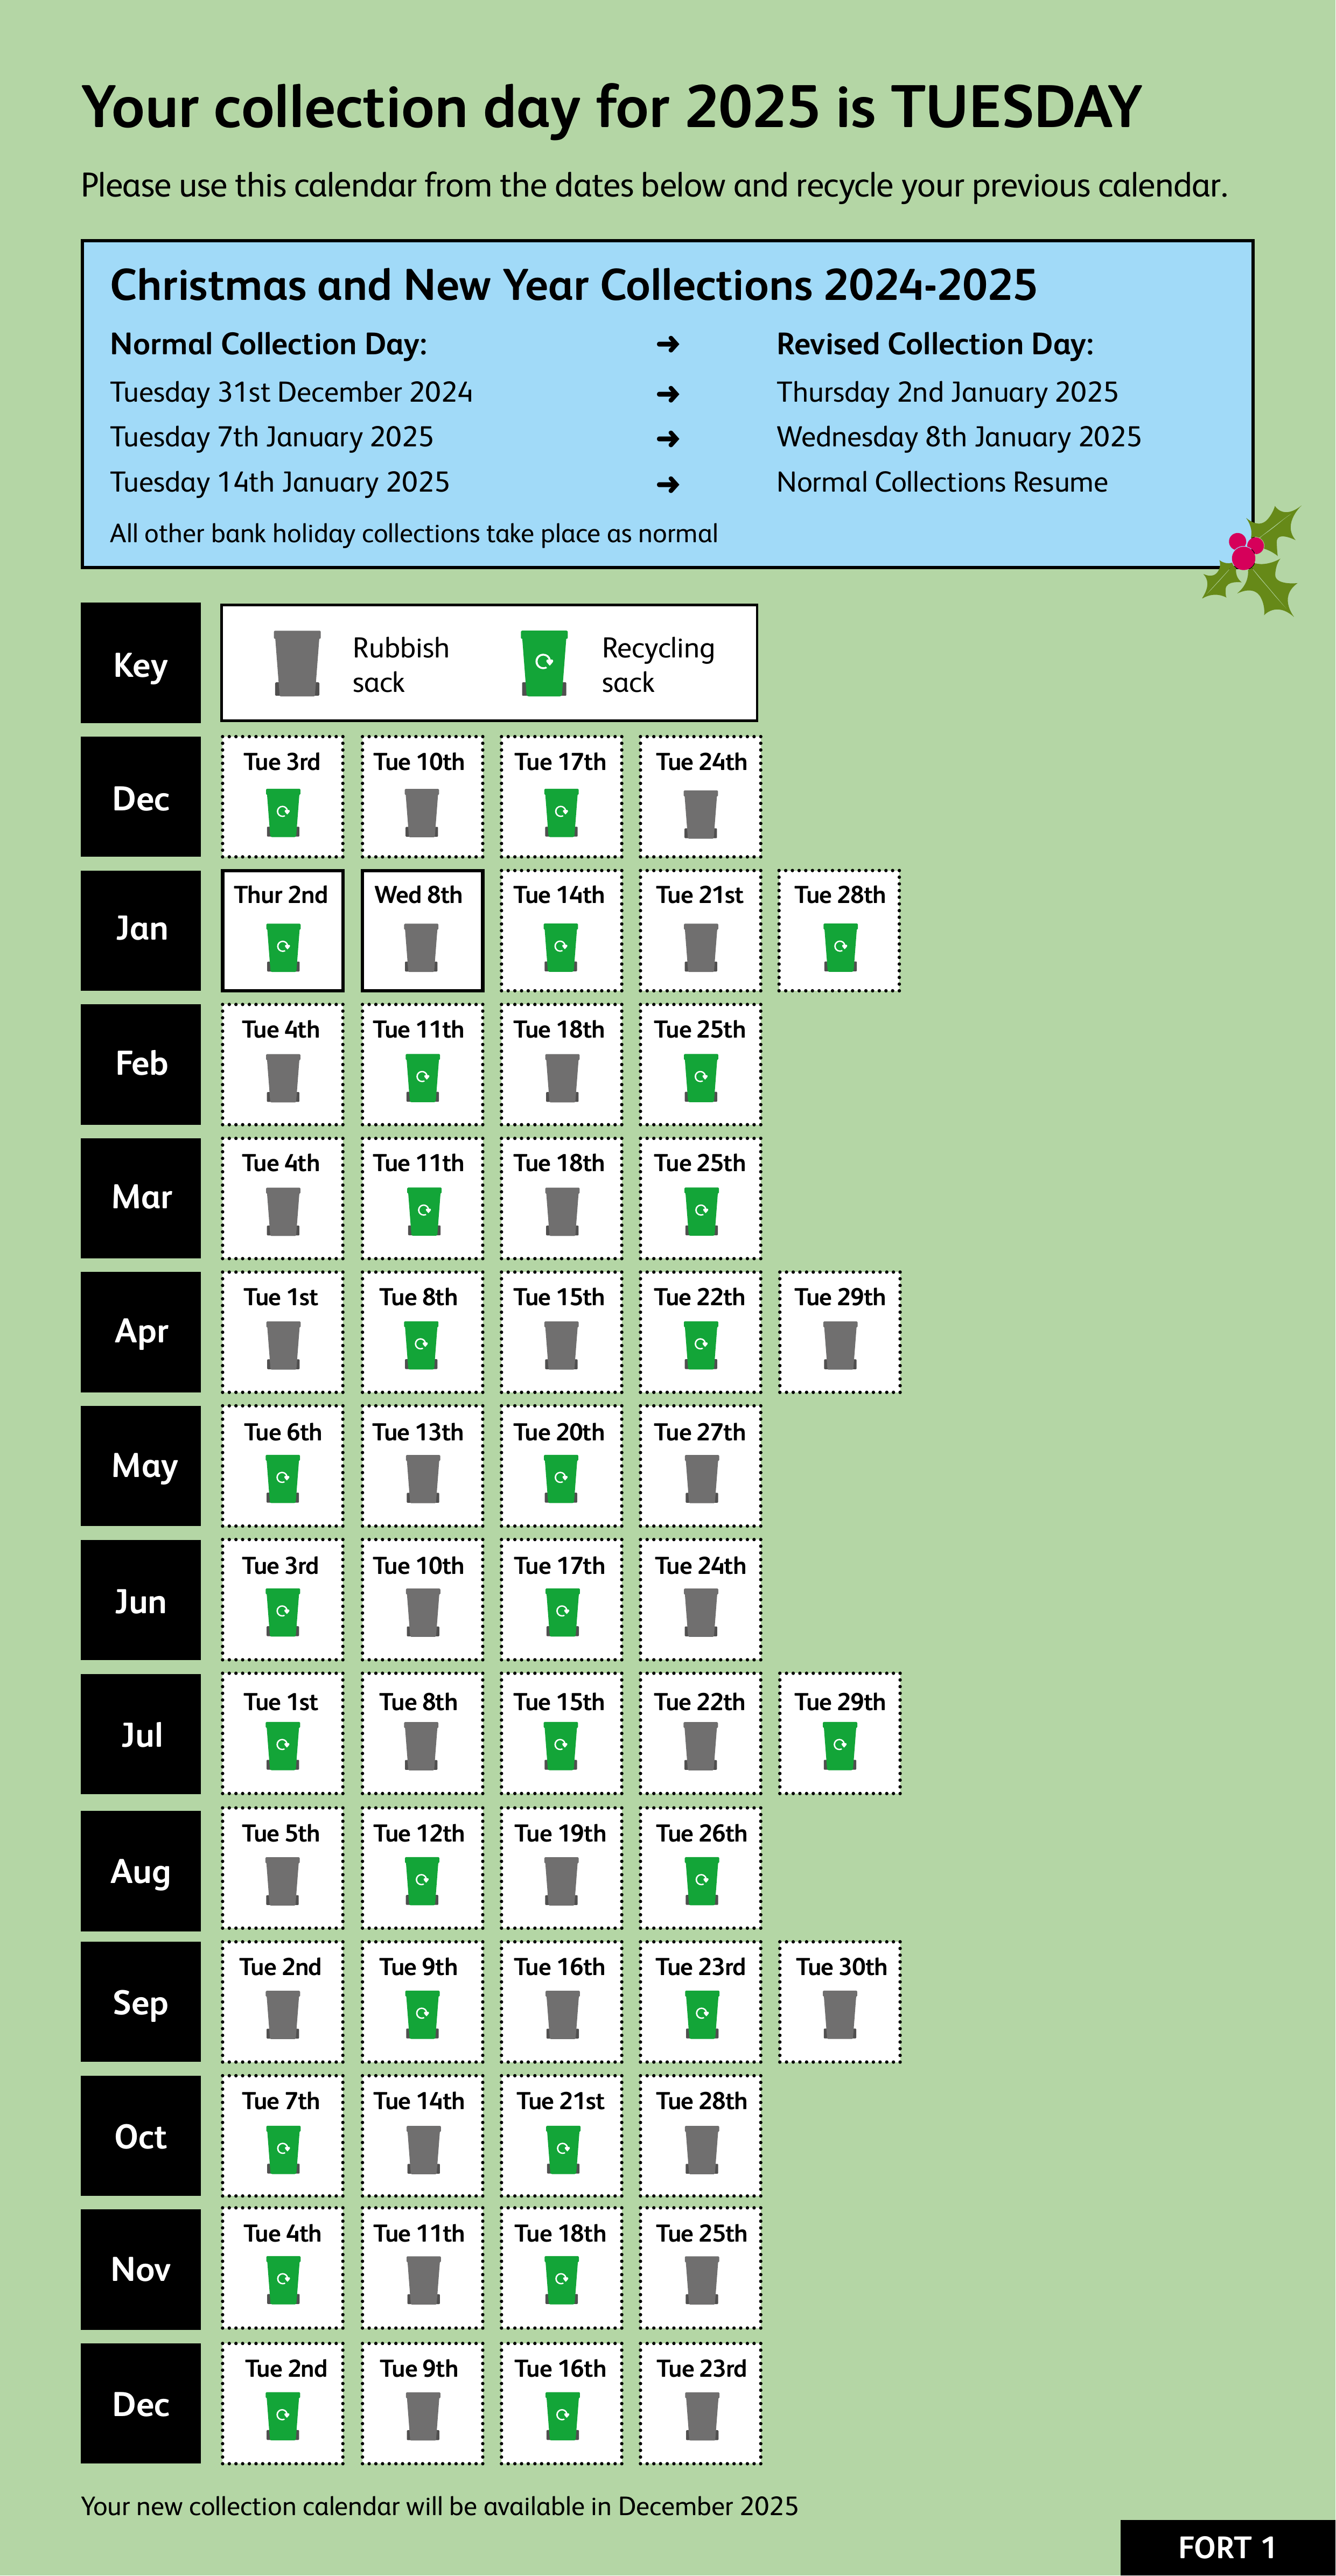 Your collection day for 2025 is TUESDAY
Please use this calendar from the dates below and recycle your previous calendar.
Christmas and New Year Collections 2024-2025
Normal Collection Day: ➜ Revised Collection Day:
Tuesday 31st December 2024 ➜ Thursday 2nd January 2025
Tuesday 7th January 2025 ➜ Wednesday 8th January 2025
Tuesday 14th January 2025 ➜ Normal Collections Resume
All other bank holiday collections take place as normal
Key
Rubbish
sack
Recycling
sack
Dec
Tue 3rd Tue 10th Tue 17th Tue 24th
Jan
Thur 2nd Wed 8th Tue 14th Tue 21st Tue 28th
Feb
Tue 4th Tue 11th Tue 18th Tue 25th
Mar
Tue 4th Tue 11th Tue 18th Tue 25th
Apr
Tue 1st Tue 8th Tue 15th Tue 22th Tue 29th
May
Tue 6th Tue 13th Tue 20th Tue 27th
Jun
Tue 3rd Tue 10th Tue 17th Tue 24th
Jul
Tue 1st Tue 8th Tue 15th Tue 22th Tue 29th
Aug
Tue 5th Tue 12th Tue 19th Tue 26th
Sep
Tue 2nd Tue 9th Tue 16th Tue 23rd Tue 30th
Oct
Tue 7th Tue 14th Tue 21st Tue 28th
Nov
Tue 4th Tue 11th Tue 18th Tue 25th
Dec
Tue 2nd Tue 9th Tue 16th Tue 23rd
Your new collection calendar will be available in December 2025
FORT 1